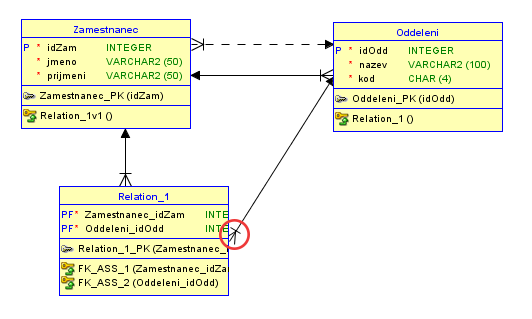 Zamestnanec
P * idZam INTEGER
* jmeno VARCHAR2 (50)
* prijmeni VARCHAR2 (50)
Zamestnanec_PK (idZam)
Relation_1v1 ()
Oddeleni
P * idOdd INTEGER
* nazev VARCHAR2 (100)
* kod CHAR (4)
Oddeleni_PK (idOdd)
Relation_1 ()
Relation_1
PF* Zamestnanec_idZam INTE
PF* Oddeleni_idOdd INTE
Relation_1_PK (Zamestnanec_
FK_ASS_1 (Zamestnanec_idZa
FK_ASS_2 (Oddeleni_idOdd)